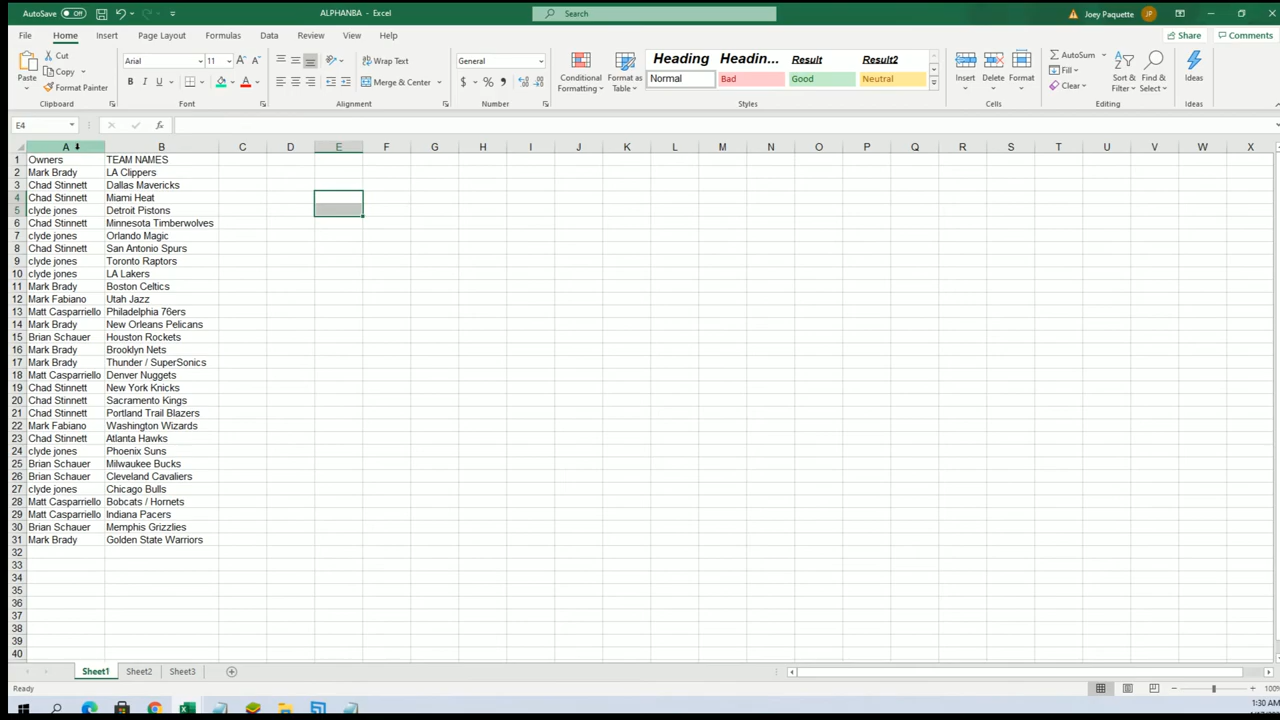 AutoSave Off ALPHANBA - Excel Search Joey Paquette JP
File Home Insert Page Layout Formulas Data Review View Help Share Comments
Paste Cut Copy Format Painter Clipboard
Arial 11 A A B I U A Font
Wrap Text Merge & Center Alignment
General $ % , Number
Conditional Formatting Format as Table
Heading Headin... Result Result2
Normal Bad Good Neutral
Styles
Insert Delete Format Cells
AutoSum Fill Clear Sort & Filter Find & Select Editing
Ideas Ideas
E4 fx
A B C D E F G H I J K L M N O P Q R S T U V W X
1 Owners TEAM NAMES
2 Mark Brady LA Clippers
3 Chad Stinnett Dallas Mavericks
4 Chad Stinnett Miami Heat
5 clyde jones Detroit Pistons
6 Chad Stinnett Minnesota Timberwolves
7 clyde jones Orlando Magic
8 Chad Stinnett San Antonio Spurs
9 clyde jones Toronto Raptors
10 clyde jones LA Lakers
11 Mark Brady Boston Celtics
12 Mark Fabiano Utah Jazz
13 Matt Casparriello Philadelphia 76ers
14 Mark Brady New Orleans Pelicans
15 Brian Schauer Houston Rockets
16 Mark Brady Brooklyn Nets
17 Mark Brady Thunder / SuperSonics
18 Matt Casparriello Denver Nuggets
19 Chad Stinnett New York Knicks
20 Chad Stinnett Sacramento Kings
21 Chad Stinnett Portland Trail Blazers
22 Mark Fabiano Washington Wizards
23 Chad Stinnett Atlanta Hawks
24 clyde jones Phoenix Suns
25 Brian Schauer Milwaukee Bucks
26 Brian Schauer Cleveland Cavaliers
27 clyde jones Chicago Bulls
28 Matt Casparriello Bobcats / Hornets
29 Matt Casparriello Indiana Pacers
30 Brian Schauer Memphis Grizzlies
31 Mark Brady Golden State Warriors
32
33
34
35
36
37
38
39
40
Sheet1 Sheet2 Sheet3
Ready 100%
1:30 AM